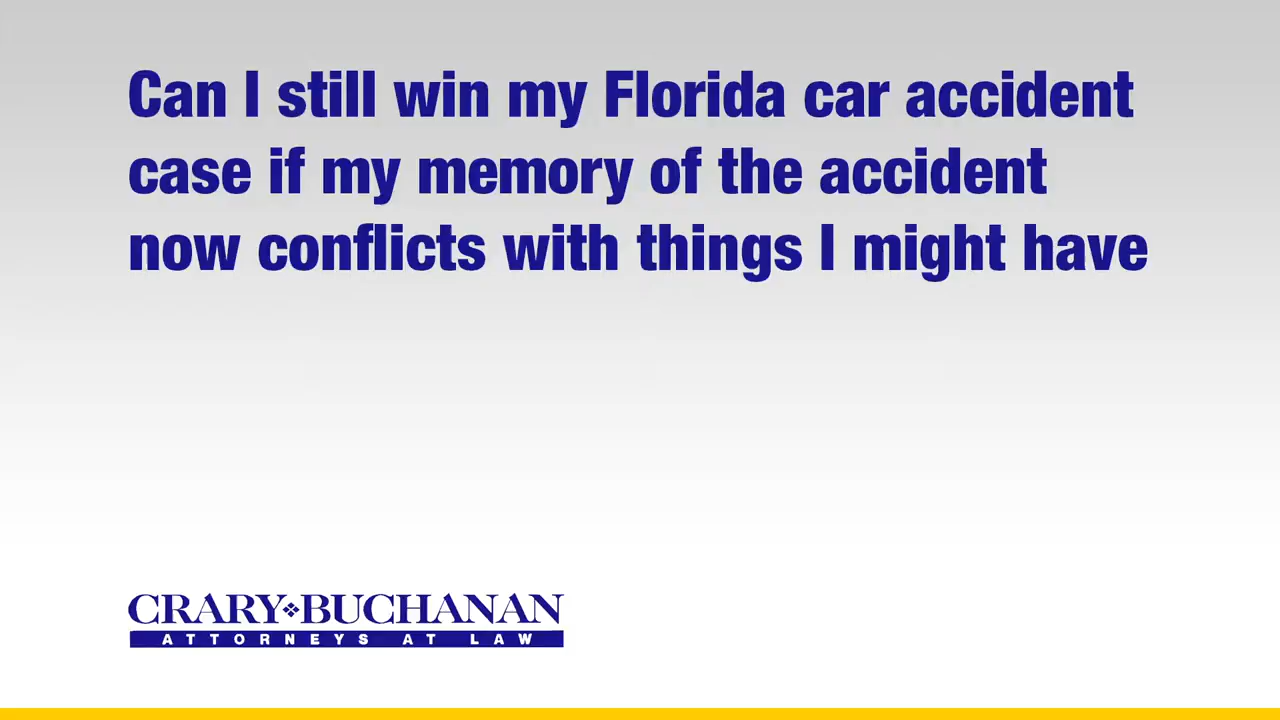 Can I still win my Florida car accident
case if my memory of the accident
now conflicts with things I might have
CRARY BUCHANAN
ATTORNEYS AT LAW